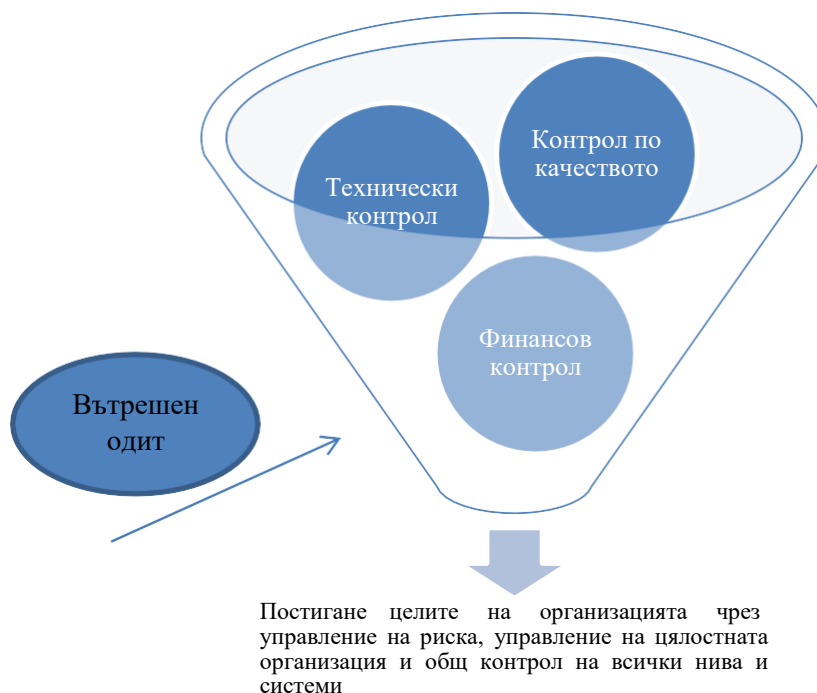 Контрол по
качеството
Технически
контрол
Финансов
контрол
Вътрешен
одит
Постигане целите на организацията чрез
управление на риска, управление на цялостната
организация и общ контрол на всички нива и
системи